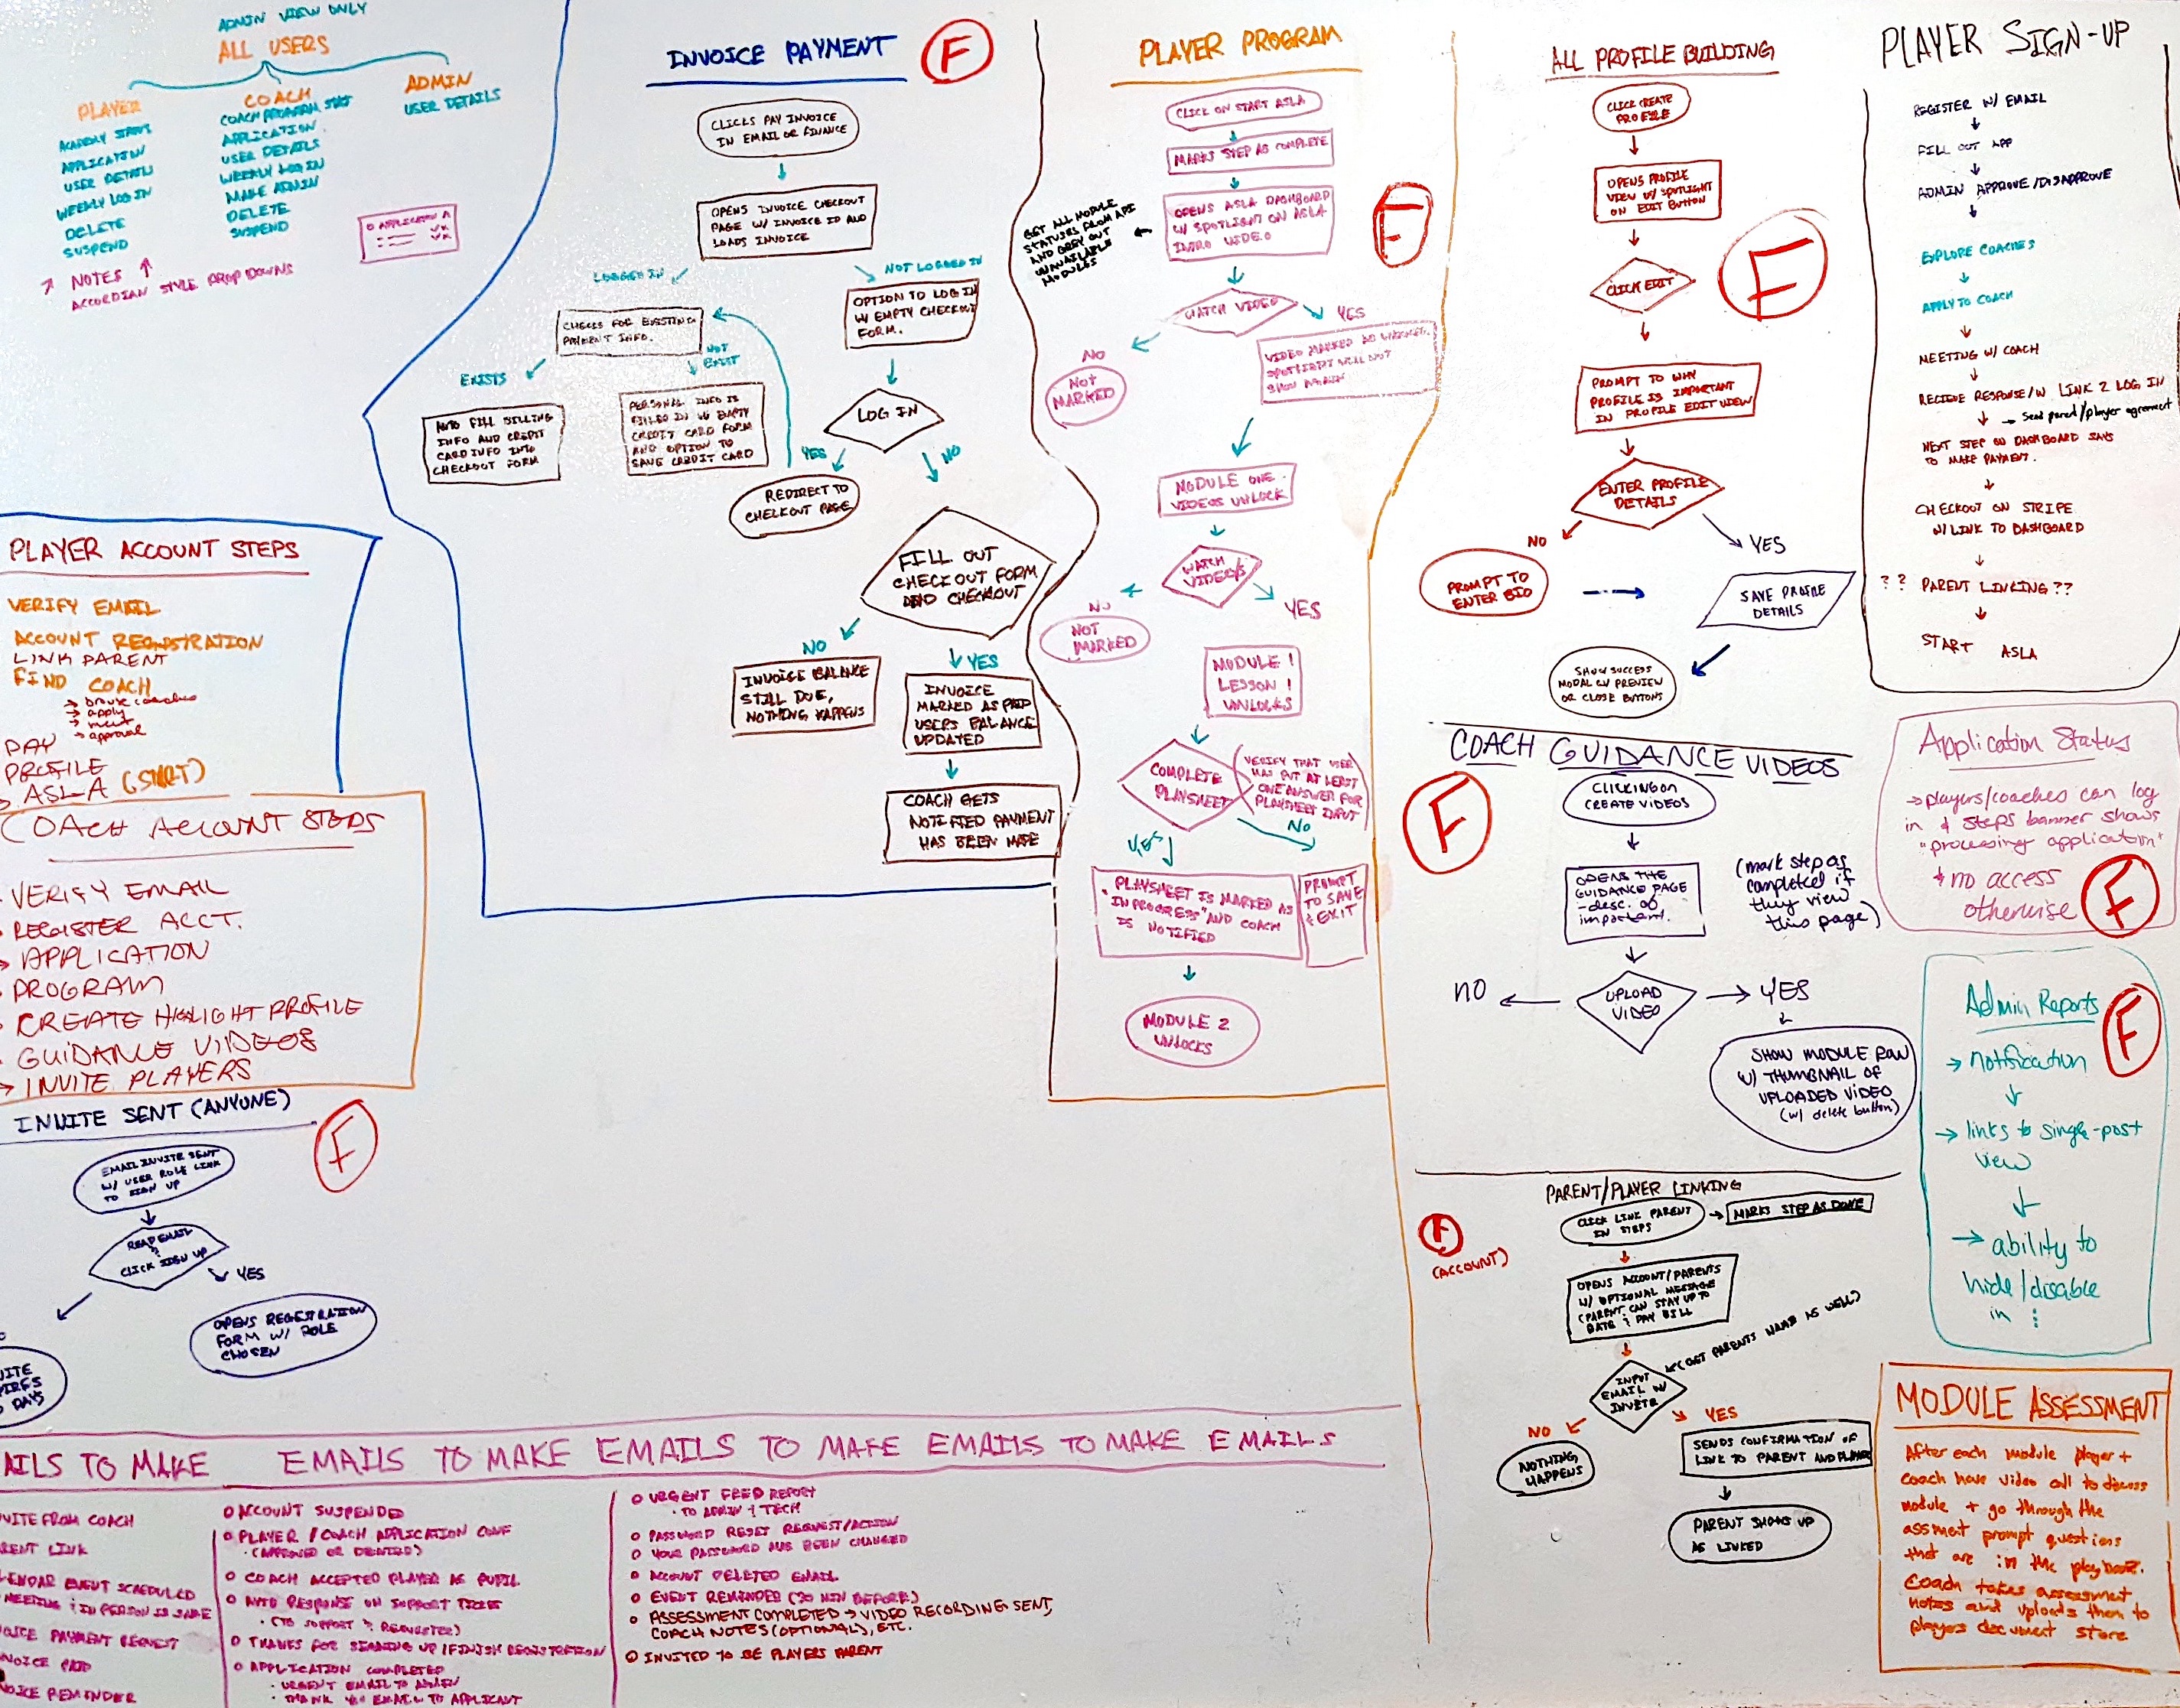 ADMIN VIEW ONLY
ALL USERS
PLAYER
ACADEMY STATUS
APPLICATION
USER DETAILS
WEEKLY LOG IN
DELETE
SUSPEND
COACH
COACH PROGRAM STAT
APPLICATION
USER DETAILS
WEEKLY LOG IN
MAKE ADMIN
DELETE
SUSPEND
ADMIN
USER DETAILS
NOTES
ACCORDIAN STYLE DROP DOWNS
APPLICATION
PLAYER ACCOUNT STEPS
VERIFY EMAIL
ACCOUNT REGISTRATION
LINK PARENT
FIND COACH
→ browse coaches
→ apply
→ meet
→ approval
PAY
PROFILE
ASLA (START)
COACH ACCOUNT STEPS
VERIFY EMAIL
REGISTER ACCT.
→ APPLICATION
PROGRAM
CREATE HIGHLIGHT PROFILE
GUIDANCE VIDEOS
→ INVITE PLAYERS
INVITE SENT (ANYONE)
F
EMAIL INVITE SENT
W/ USER ROLE LINK
TO SIGN UP
READ EMAIL
?
CLICK SIGN UP
YES
OPENS REGISTRATION
FORM W/ ROLE
CHOSEN
DAYS
INVOICE PAYMENT
F
CLICKS PAY INVOICE
IN EMAIL OR FINANCE
OPENS INVOICE CHECKOUT
PAGE W/ INVOICE ID AND
LOADS INVOICE
LOGGED IN
NOT LOGGED IN
CHECKS FOR EXISTING
PAYMENT INFO.
OPTION TO LOG IN
W/ EMPTY CHECKOUT
FORM.
EXISTS
NOT
EXIST
AUTO FILL BILLING
INFO AND CREDIT
CARD INFO INTO
CHECKOUT FORM
PERSONAL INFO IS
FILLED IN W/ EMPTY
CREDIT CARD FORM
AND OPTION TO
SAVE CREDIT CARD
LOG IN
YES
NO
REDIRECT TO
CHECKOUT PAGE
FILL OUT
CHECKOUT FORM
AND CHECKOUT
NO
YES
INVOICE BALANCE
STILL DUE,
NOTHING HAPPENS
INVOICE
MARKED AS PAID
USERS BALANCE
UPDATED
COACH GETS
NOTIFIED PAYMENT
HAS BEEN MADE
PLAYER PROGRAM
F
CLICK ON START ASLA
MARKS STEP AS COMPLETE
OPENS ASLA DASHBOARD
W/ SPOTLIGHT ON ASLA
INTRO VIDEO
GET ALL MODULE
STATUSES FROM API
AND GREY OUT
UNAVAILABLE
MODULES
WATCH VIDEO
NO
YES
NOT
MARKED
VIDEO MARKED AS WATCHED.
SPOTLIGHT WILL NOT
SHOW AGAIN
MODULE ONE
VIDEOS UNLOCK
WATCH
VIDEO/S
NO
YES
NOT
MARKED
MODULE 1
LESSON 1
UNLOCKS
COMPLETE
PLAYSHEET
(VERIFY THAT USER
HAS PUT AT LEAST
ONE ANSWER FOR
PLAYSHEET INPUT)
YES
NO
PLAYSHEET IS MARKED AS
"IN PROGRESS" AND COACH
IS NOTIFIED
PROMPT
TO SAVE
& EXIT
MODULE 2
UNLOCKS
ALL PROFILE BUILDING
F
CLICK CREATE
PROFILE
OPENS PROFILE
VIEW W/ SPOTLIGHT
ON EDIT BUTTON
CLICK EDIT
PROMPT TO WHY
PROFILE IS IMPORTANT
IN PROFILE EDIT VIEW
ENTER PROFILE
DETAILS
NO
YES
PROMPT TO
ENTER BIO
SAVE PROFILE
DETAILS
SHOW SUCCESS
MODAL W/ PREVIEW
OR CLOSE BUTTONS
COACH GUIDANCE VIDEOS
F
CLICKING ON
CREATE VIDEOS
OPENS THE
GUIDANCE PAGE
- desc. of
important.
(mark step as
completed if
they view
this page)
UPLOAD
VIDEO
NO
YES
SHOW MODULE ROW
W/ THUMBNAIL OF
UPLOADED VIDEO
(w/ delete button)
PARENT/PLAYER LINKING
F
(ACCOUNT)
CLICK LINK PARENT
IN STEPS
→ MARKS STEP AS DONE
OPENS ACCOUNT/PARENTS
W/ OPTIONAL MESSAGE
(PARENT CAN STAY UP TO
DATE & PAY BILL
GET PARENTS NAME AS WELL)
INPUT
EMAIL W/
INVITE
NO
YES
NOTHING
HAPPENS
SENDS CONFIRMATION OF
LINK TO PARENT AND PLAYER
PARENT SHOWS UP
AS LINKED
PLAYER SIGN-UP
REGISTER W/ EMAIL
FILL OUT APP
ADMIN APPROVE/DISAPPROVE
EXPLORE COACHES
APPLY TO COACH
MEETING W/ COACH
RECIEVE RESPONSE/W LINK 2 LOG IN
→ Send parent/player agreement
NEXT STEP ON DASHBOARD SAYS
TO MAKE PAYMENT.
CHECKOUT ON STRIPE
W/ LINK TO DASHBOARD
?? PARENT LINKING ??
START ASLA
Application Status
→ players/coaches can log
in & steps banner shows
"processing application"
& no access
otherwise
F
Admin Reports
F
→ notification
→ links to single-post
view
→ ability to
hide/disable
in :
MODULE ASSESSMENT
After each module player +
coach have video call to discuss
module + go through the
assment prompt questions
that are in the playbook.
Coach takes assessment
notes and uploads them to
players document store
AILS TO MAKE EMAILS TO MAKE EMAILS TO MAKE EMAILS TO MAKE EMAILS
VITE FROM COACH
RENT LINK
LENDAR EVENT SCHEDULED
OICE PAYMENT REQUEST
VOICE PAID
VOICE REMINDER
o ACCOUNT SUSPENDED
o PLAYER / COACH APPLICATION CONF
· (APPROVED OR DENIED)
o COACH ACCEPTED PLAYER AS PUPIL
o AUTO RESPONSE ON SUPPORT TICKET
· (TO SUPPORT & REQUESTER)
o THANKS FOR SIGNING UP / FINISH REGISTRATION
o APPLICATION COMPLETED
· URGENT EMAIL TO ADMIN
· THANK YOU EMAIL TO APPLICANT
o URGENT FEED REPORT
· TO ADMIN & TECH
o PASSWORD RESET REQUEST/ACTION
o YOUR PASSWORD HAS BEEN CHANGED
o ACCOUNT DELETED EMAIL
o EVENT REMINDER (30 MIN BEFORE)
o ASSESSMENT COMPLETED → VIDEO RECORDING SENT,
COACH NOTES (OPTIONAL), ETC.
o INVITED TO BE PLAYERS PARENT